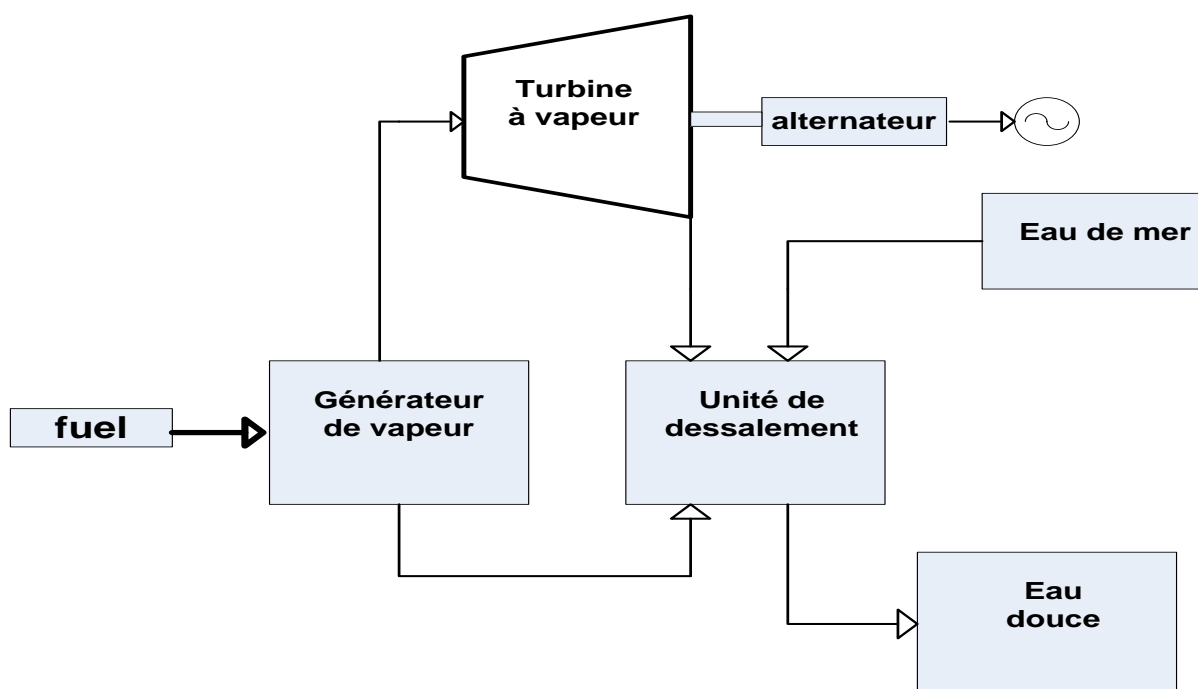 Turbine
à vapeur
alternateur
Eau de mer
Générateur
de vapeur
Unité de
dessalement
fuel
Eau
douce